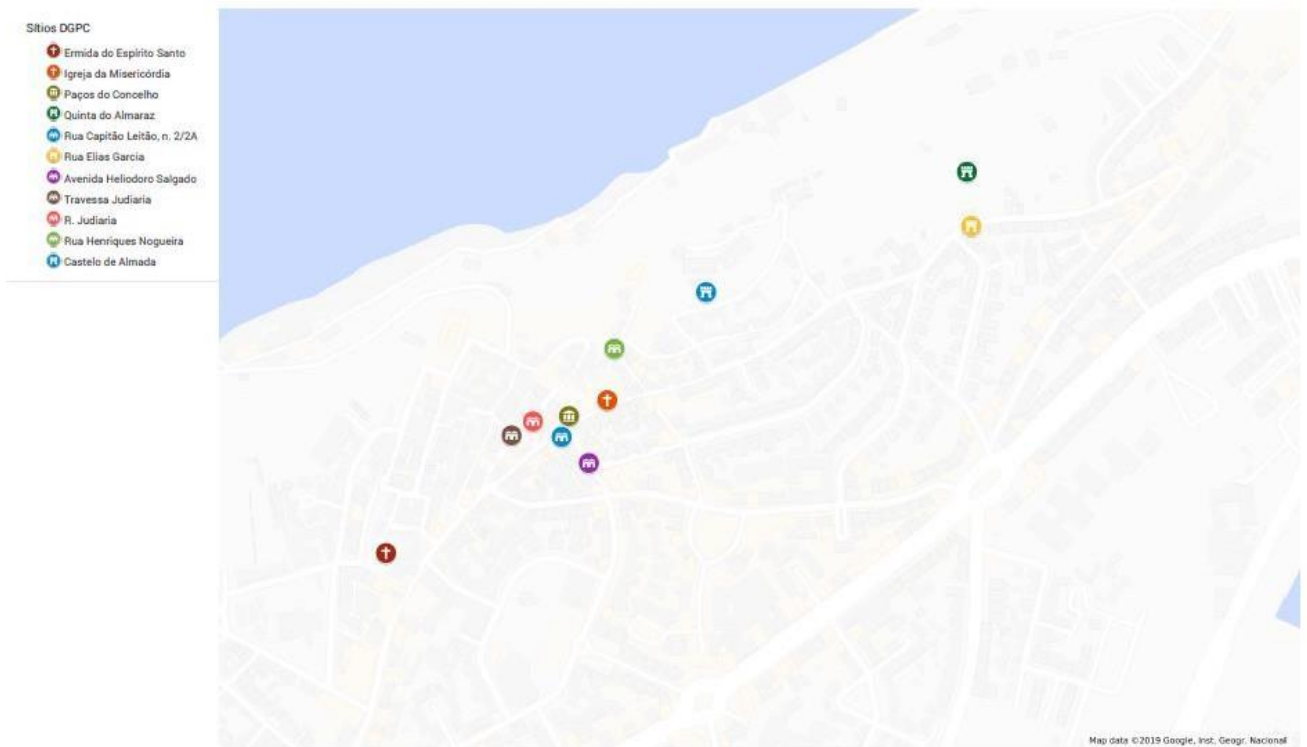 Sítios DGPC
Ermida do Espírito Santo
Igreja da Misericórdia
Paços do Concelho
Quinta do Almaraz
Rua Capitão Leitão, n. 2/2A
Rua Elias Garcia
Avenida Heliodoro Salgado
Travessa Judiaria
R. Judiaria
Rua Henriques Nogueira
Castelo de Almada
Map data ©2019 Google, Inst. Geogr. Nacional